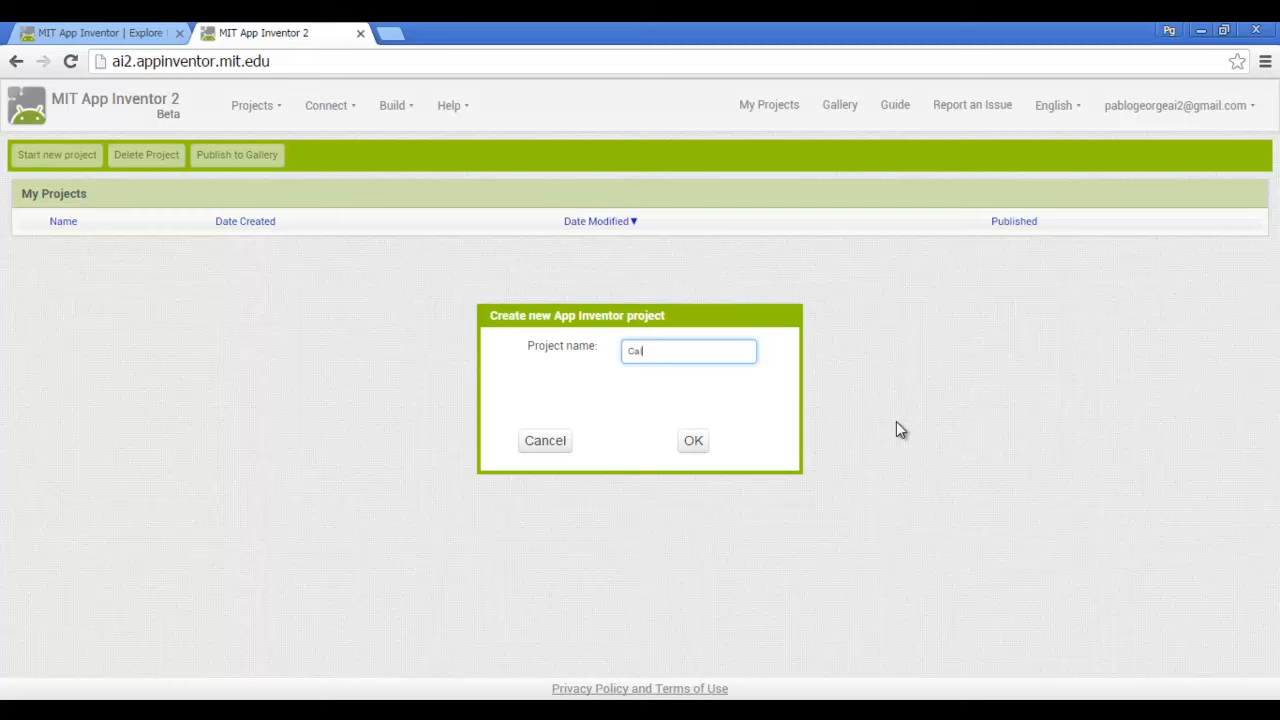 MIT App Inventor | Explore
MIT App Inventor 2
Pg
ai2.appinventor.mit.edu
MIT App Inventor 2
Beta
Projects
Connect
Build
Help
My Projects
Gallery
Guide
Report an Issue
English
pablogeorgeai2@gmail.com
Start new project
Delete Project
Publish to Gallery
My Projects
Name
Date Created
Date Modified
Published
Create new App Inventor project
Project name:
Cal
Cancel
OK
Privacy Policy and Terms of Use